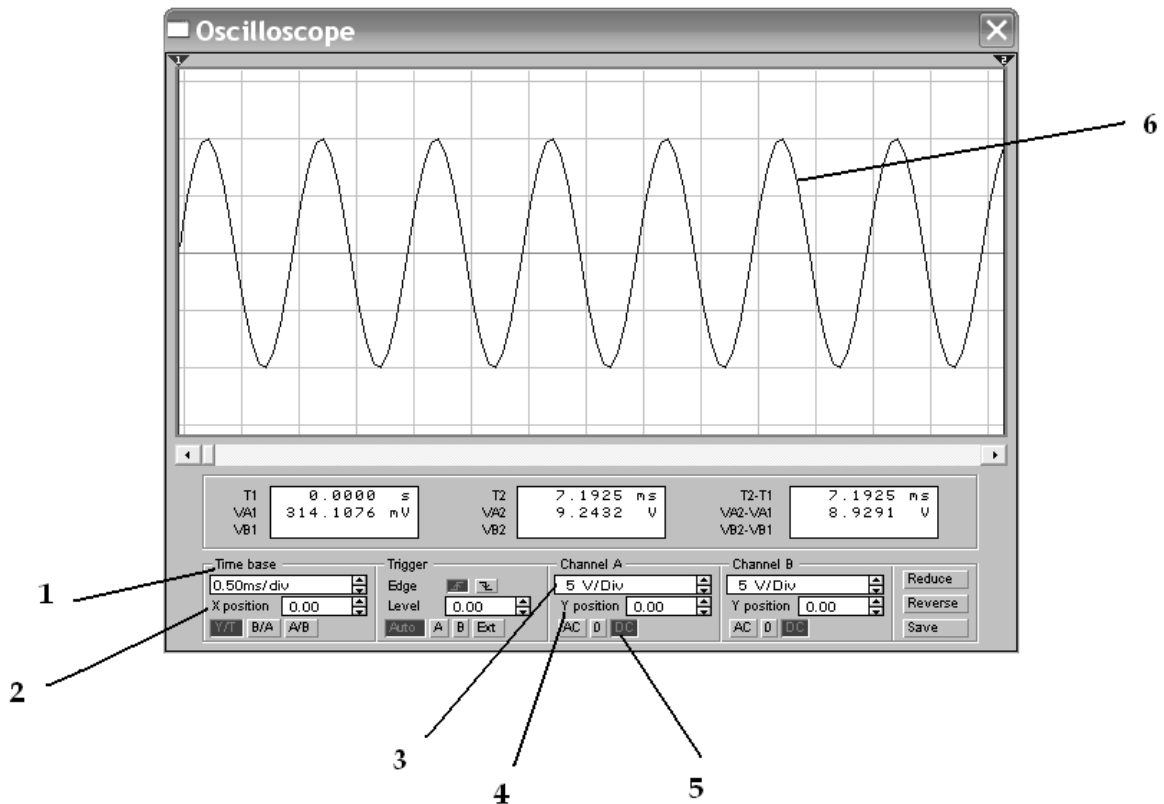 Oscilloscope
1 2
6
T1 0.0000 s T2 7.1925 ms T2-T1 7.1925 ms
VA1 314.1076 mV VA2 9.2432 V VA2-VA1 8.9291 V
VB1 VB2 VB2-VB1
Time base Trigger Channel A Channel B
1 0.50ms/div Edge 5 V/Div 5 V/Div Reduce
X position 0.00 Level 0.00 Y position 0.00 Y position 0.00 Reverse
Y/T B/A A/B Auto A B Ext AC 0 DC AC 0 DC Save
2
3
4
5